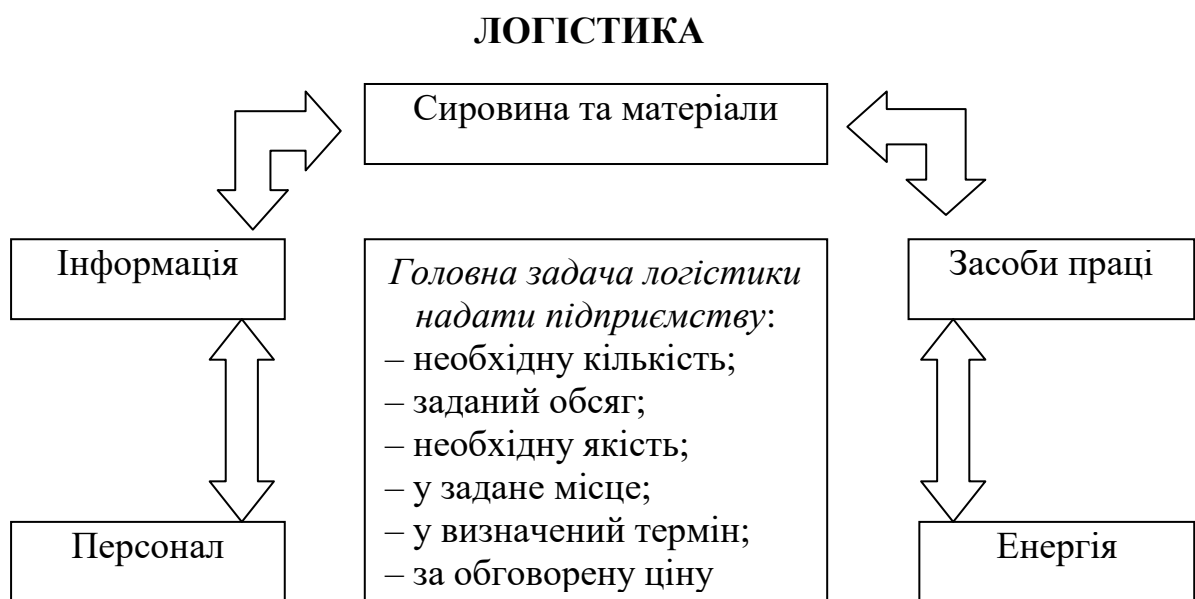 ЛОГІСТИКА
Сировина та матеріали
Інформація
Головна задача логістики
надати підприємству:
– необхідну кількість;
– заданий обсяг;
– необхідну якість;
– у задане місце;
– у визначений термін;
– за обговорену ціну
Засоби праці
Персонал
Енергія